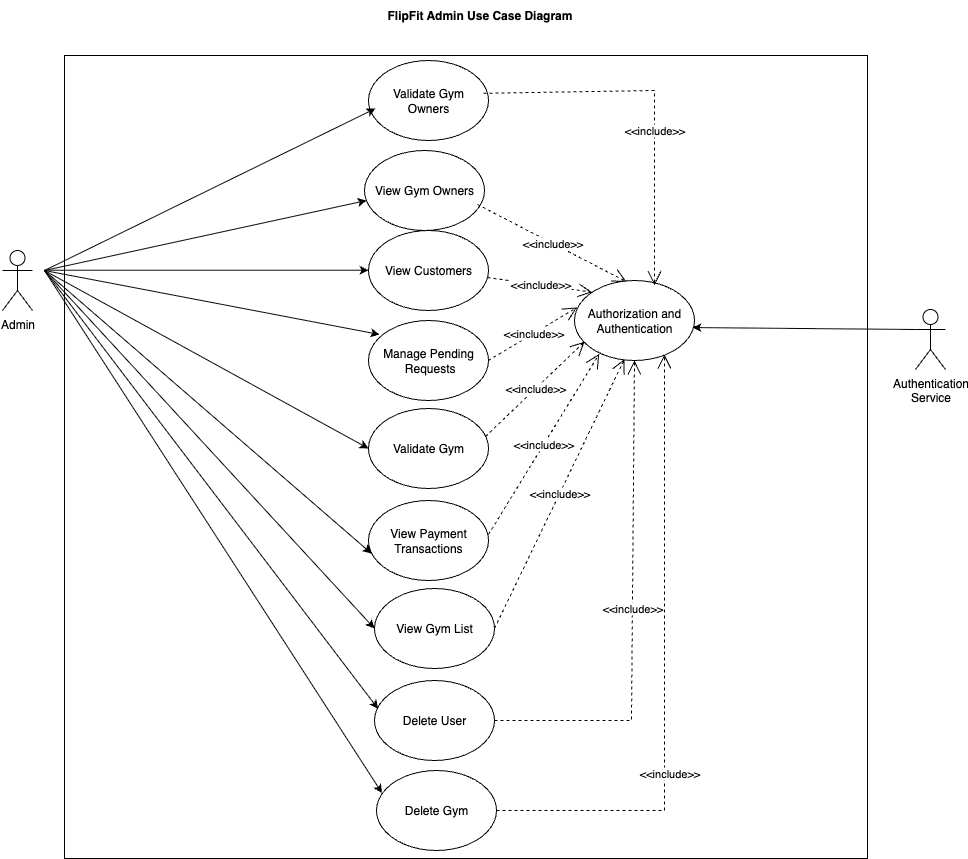 FlipFit Admin Use Case Diagram
Validate Gym
Owners
<<include>>
View Gym Owners
<<include>>
View Customers
<<include>>
Authorization and
Authentication
Admin
<<include>>
Manage Pending
Requests
Authentication
Service
<<include>>
Validate Gym
<<include>>
<<include>>
View Payment
Transactions
<<include>>
View Gym List
Delete User
<<include>>
Delete Gym